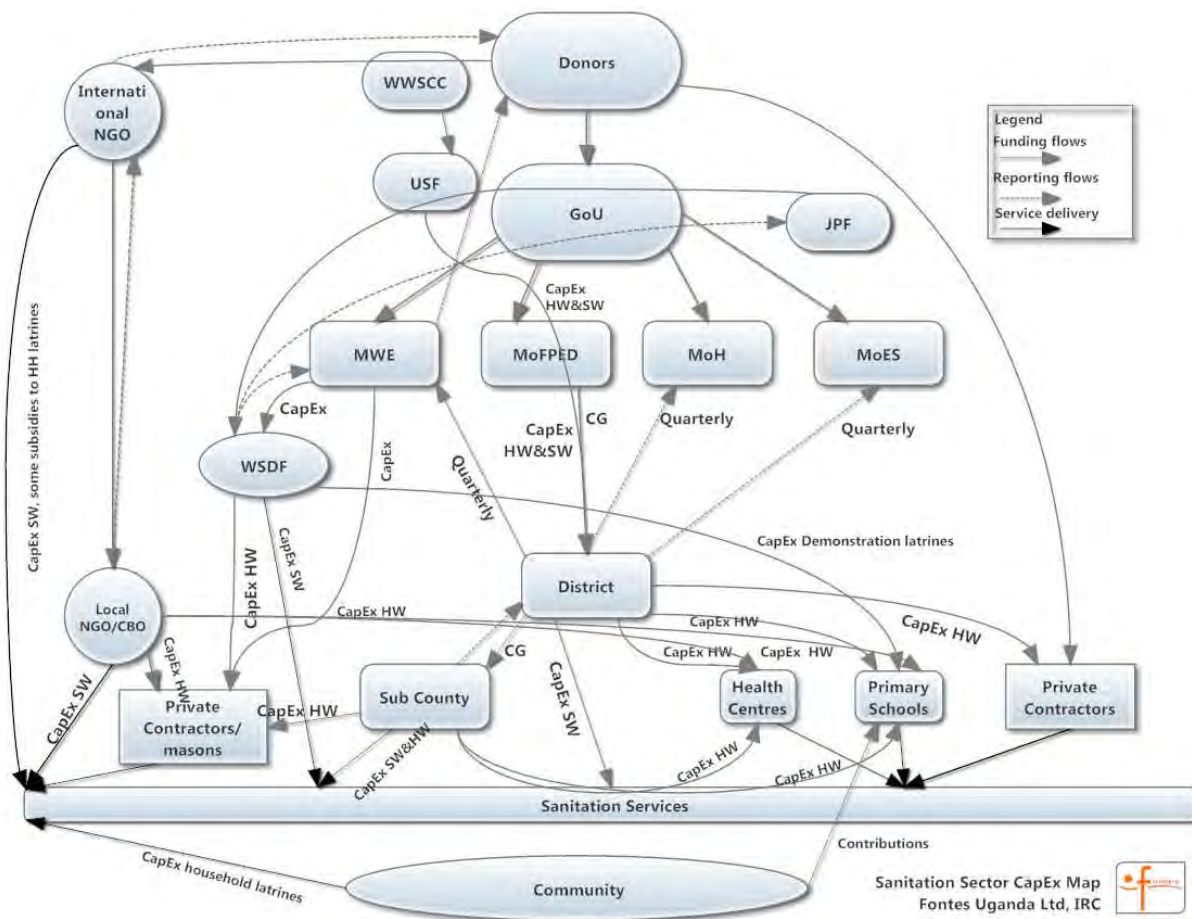 Donors
WWSCC
Internati
onal
NGO
Legend
Funding flows
Reporting flows
Service delivery
USF
GoU
JPF
CapEx
HW&SW
MWE
MoFPED
MoH
MoES
CapEx SW, some subsidies to HH latrines
CapEx
CapEx
CapEx
HW&SW
CG
Quarterly
Quarterly
Quarterly
WSDF
CapEx HW
CapEx SW
CapEx Demonstration latrines
District
Local
NGO/CBO
CapEx HW
CapEx HW
CapEx HW
CapEx HW
CapEx HW
CG
CapEx HW
CapEx SW
CapEx SW
Sub County
Health
Centres
Primary
Schools
Private
Contractors
Private
Contractors/
masons
CapEx HW
CapEx SW&HW
CapEx HW
CapEx HW
Sanitation Services
Contributions
CapEx household latrines
Community
Sanitation Sector CapEx Map
Fontes Uganda Ltd, IRC